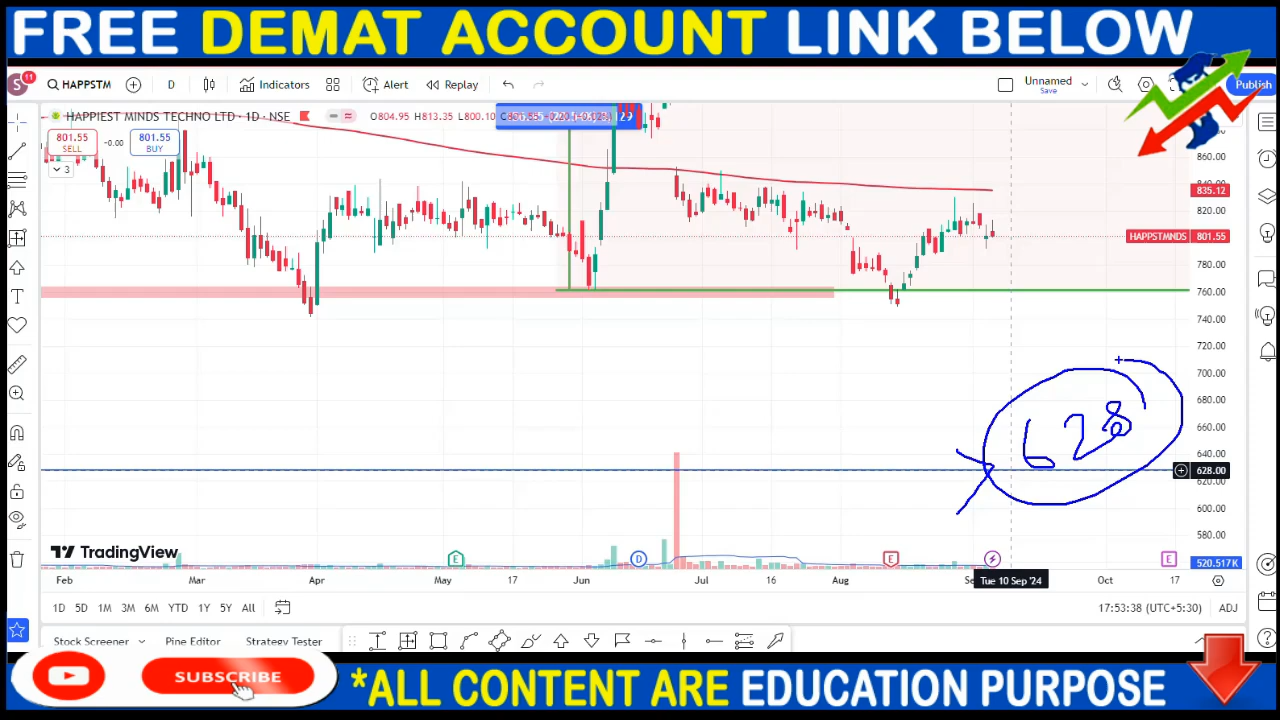 FREE DEMAT ACCOUNT LINK BELOW
S 11 HAPPSTM D Indicators Alert Replay Unnamed Save Publish
HAPPIEST MINDS TECHNO LTD · 1D · NSE O804.95 H813.35 L800.10
801.55 SELL -0.00 801.55 BUY
3
860.00
840.00
835.12
820.00
HAPPSTMNDS 801.55
780.00
760.00
740.00
720.00
700.00
680.00
660.00
628
640.00
628.00
620.00
600.00
580.00
TradingView
E D E E
520.517K
Feb Mar Apr May 17 Jun Jul 16 Aug Tue 10 Sep '24 Oct 17
1D 5D 1M 3M 6M YTD 1Y 5Y All 17:53:38 (UTC+5:30) ADJ
Stock Screener Pine Editor Strategy Tester
SUBSCRIBE
*ALL CONTENT ARE EDUCATION PURPOSE